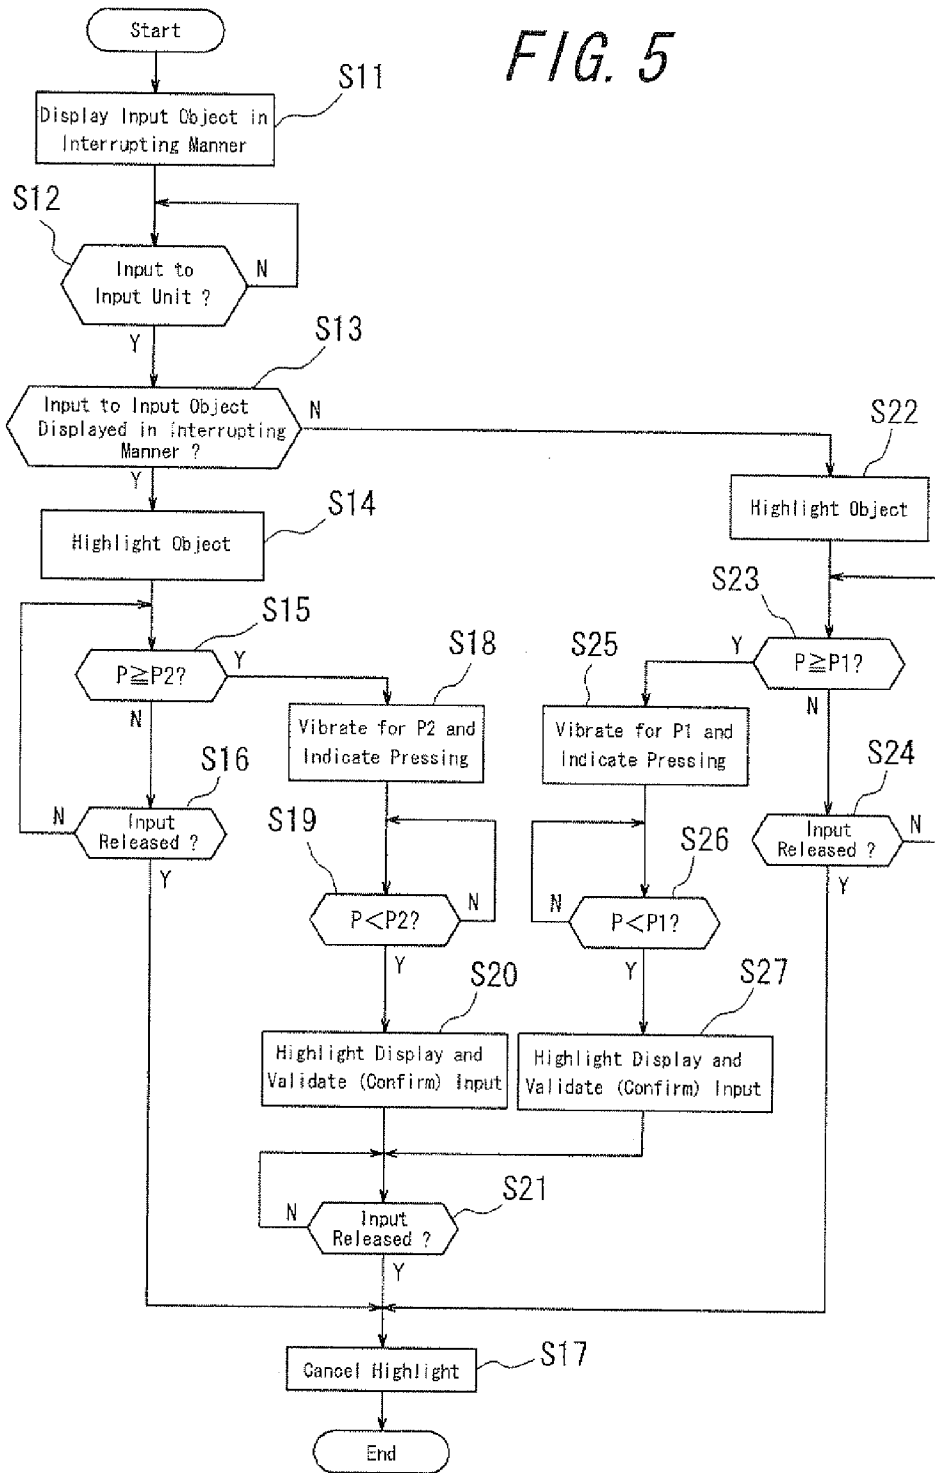 FIG. 5
Start
S11
Display Input Object in
Interrupting Manner
S12
Input to
Input Unit ?
N
Y
S13
Input to Input Object
Displayed in Interrupting
Manner ?
N
Y
S22
Highlight Object
S14
Highlight Object
S23
P≧P1?
Y
N
S15
P≧P2?
Y
N
S18
Vibrate for P2 and
Indicate Pressing
S25
Vibrate for P1 and
Indicate Pressing
S16
Input
Released ?
N
Y
S24
Input
Released ?
N
Y
S19
P<P2?
N
Y
S26
P<P1?
N
Y
S20
Highlight Display and
Validate (Confirm) Input
S27
Highlight Display and
Validate (Confirm) Input
S21
Input
Released ?
N
Y
S17
Cancel Highlight
End